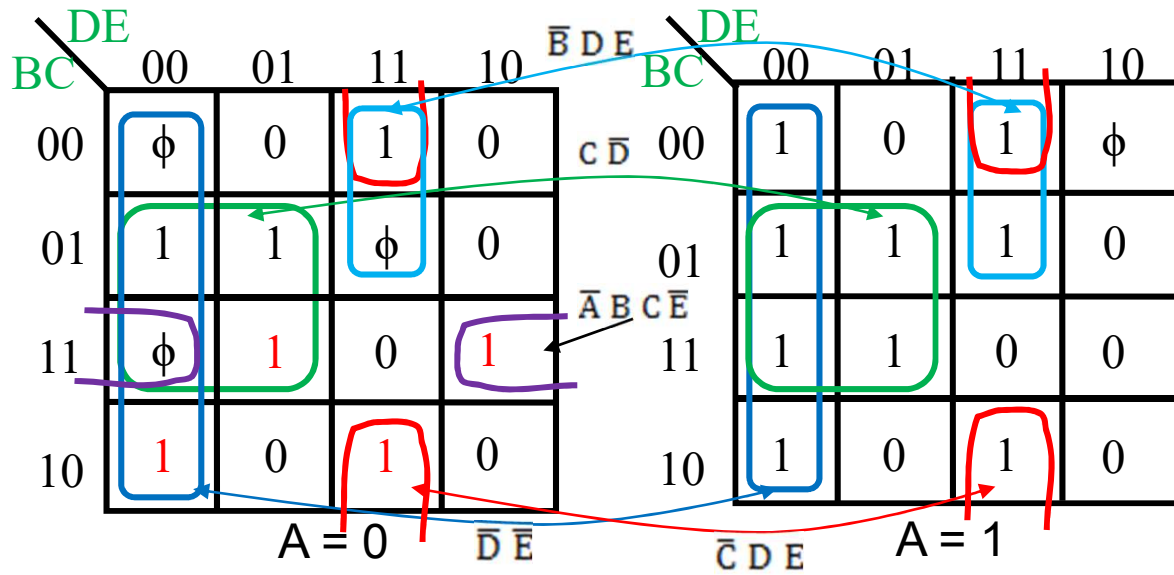 DE B̅ D E DE
BC 00 01 11 10 BC 00 01 11 10
00 ϕ 0 1 0 C D̅ 00 1 0 1 ϕ
01 1 1 ϕ 0 01 1 1 1 0
A̅ B C E̅
11 ϕ 1 0 1 11 1 1 0 0
10 1 0 1 0 10 1 0 1 0
A = 0 D̅ E̅ C̅ D E A = 1